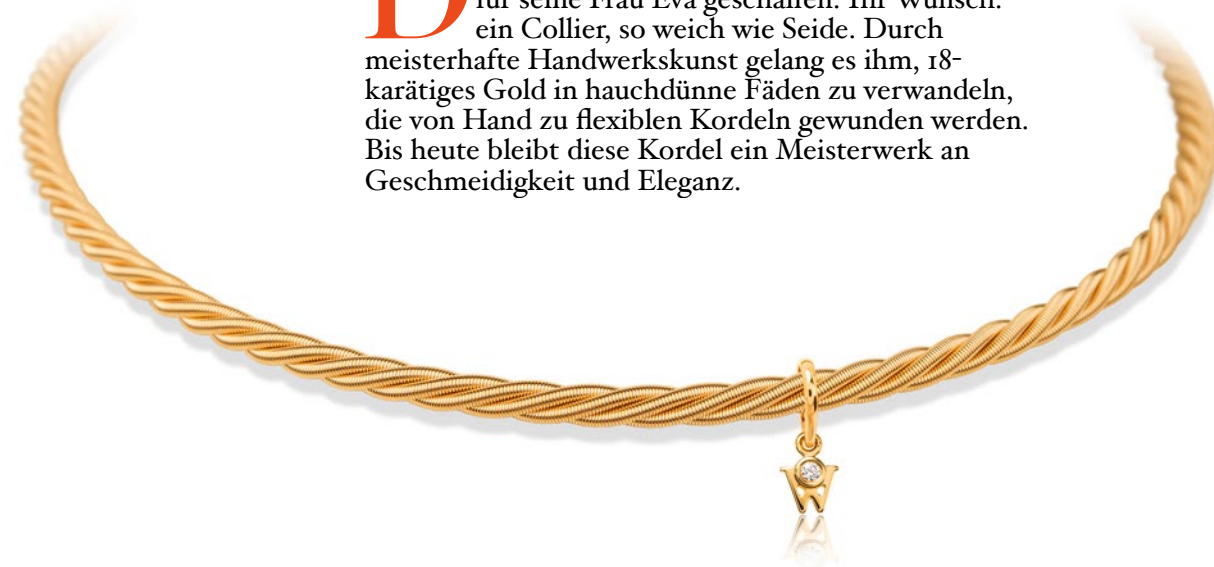 D
für seine Frau Eva geschaffen. Ihr Wunsch:
ein Collier, so weich wie Seide. Durch
meisterhafte Handwerkskunst gelang es ihm, 18-
karätiges Gold in hauchdünne Fäden zu verwandeln,
die von Hand zu flexiblen Kordeln gewunden werden.
Bis heute bleibt diese Kordel ein Meisterwerk an
Geschmeidigkeit und Eleganz.
W